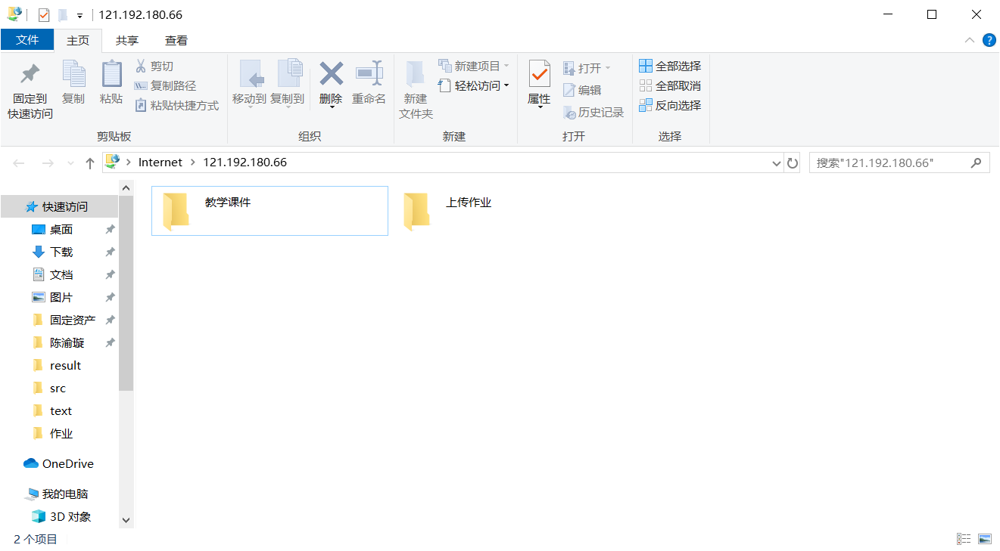 121.192.180.66
文件
主页
共享
查看
固定到
快速访问
复制
粘贴
剪切
复制路径
粘贴快捷方式
剪贴板
移动到
复制到
删除
重命名
组织
新建
文件夹
新建项目
轻松访问
新建
属性
打开
编辑
历史记录
打开
全部选择
全部取消
反向选择
选择
Internet
121.192.180.66
搜索"121.192.180.66"
快速访问
桌面
下载
文档
图片
固定资产
陈渝璇
result
src
text
作业
OneDrive
我的电脑
3D 对象
教学课件
上传作业
2 个项目